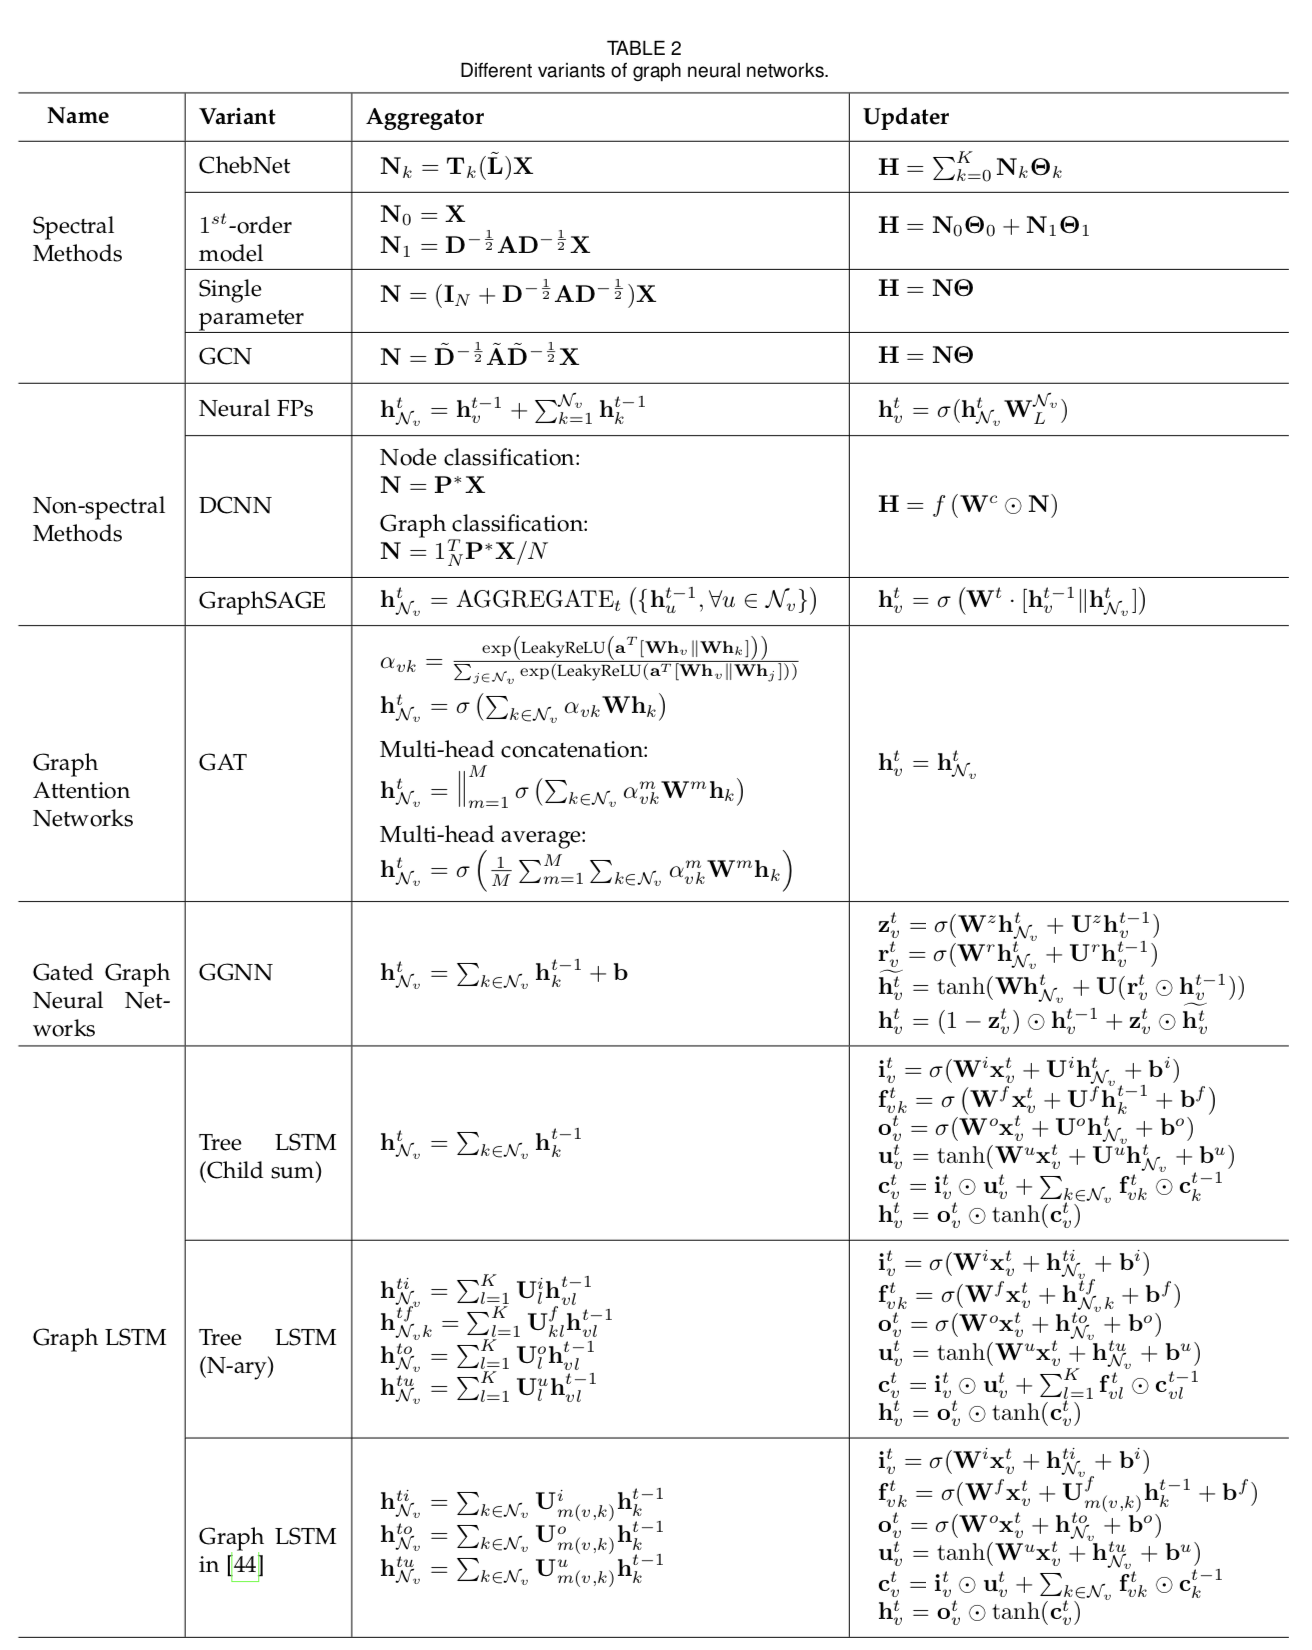 TABLE 2
Different variants of graph neural networks.
Name Variant Aggregator Updater
Spectral Methods
ChebNet
$\mathbf{N}_k = \mathbf{T}_k(\tilde{\mathbf{L}})\mathbf{X}$
$\mathbf{H} = \sum_{k=0}^{K} \mathbf{N}_k \mathbf{\Theta}_k$
1^{st}-order
model
$\mathbf{N}_0 = \mathbf{X}$
$\mathbf{N}_1 = \mathbf{D}^{-\frac{1}{2}} \mathbf{A} \mathbf{D}^{-\frac{1}{2}} \mathbf{X}$
$\mathbf{H} = \mathbf{N}_0 \mathbf{\Theta}_0 + \mathbf{N}_1 \mathbf{\Theta}_1$
Single
parameter
$\mathbf{N} = (\mathbf{I}_N + \mathbf{D}^{-\frac{1}{2}} \mathbf{A} \mathbf{D}^{-\frac{1}{2}}) \mathbf{X}$
$\mathbf{H} = \mathbf{N} \mathbf{\Theta}$
GCN
$\mathbf{N} = \tilde{\mathbf{D}}^{-\frac{1}{2}} \tilde{\mathbf{A}} \tilde{\mathbf{D}}^{-\frac{1}{2}} \mathbf{X}$
$\mathbf{H} = \mathbf{N} \mathbf{\Theta}$
Non-spectral
Methods
Neural FPs
$\mathbf{h}_{\mathcal{N}_v}^t = \mathbf{h}_v^{t-1} + \sum_{k=1}^{\mathcal{N}_v} \mathbf{h}_k^{t-1}$
$\mathbf{h}_v^t = \sigma(\mathbf{h}_{\mathcal{N}_v}^t \mathbf{W}_L^{\mathcal{N}_v})$
DCNN
Node classification:
$\mathbf{N} = \mathbf{P}^* \mathbf{X}$
Graph classification:
$\mathbf{N} = 1_N^T \mathbf{P}^* \mathbf{X} / N$
$\mathbf{H} = f(\mathbf{W}^c \odot \mathbf{N})$
GraphSAGE
$\mathbf{h}_{\mathcal{N}_v}^t = \mathrm{AGGREGATE}_t(\{\mathbf{h}_u^{t-1}, \forall u \in \mathcal{N}_v\})$
$\mathbf{h}_v^t = \sigma(\mathbf{W}^t \cdot [\mathbf{h}_v^{t-1} \| \mathbf{h}_{\mathcal{N}_v}^t])$
Graph
Attention
Networks
GAT
$\alpha_{vk} = \frac{\exp(\mathrm{LeakyReLU}(\mathbf{a}^T[\mathbf{W}\mathbf{h}_v \| \mathbf{W}\mathbf{h}_k]))}{\sum_{j \in \mathcal{N}_v} \exp(\mathrm{LeakyReLU}(\mathbf{a}^T[\mathbf{W}\mathbf{h}_v \| \mathbf{W}\mathbf{h}_j]))}$
$\mathbf{h}_{\mathcal{N}_v}^t = \sigma(\sum_{k \in \mathcal{N}_v} \alpha_{vk} \mathbf{W} \mathbf{h}_k)$
Multi-head concatenation:
$\mathbf{h}_{\mathcal{N}_v}^t = \|_{m=1}^{M} \sigma(\sum_{k \in \mathcal{N}_v} \alpha_{vk}^m \mathbf{W}^m \mathbf{h}_k)$
Multi-head average:
$\mathbf{h}_{\mathcal{N}_v}^t = \sigma(\frac{1}{M} \sum_{m=1}^{M} \sum_{k \in \mathcal{N}_v} \alpha_{vk}^m \mathbf{W}^m \mathbf{h}_k)$
$\mathbf{h}_v^t = \mathbf{h}_{\mathcal{N}_v}^t$
Gated Graph
Neural Net-
works
GGNN
$\mathbf{h}_{\mathcal{N}_v}^t = \sum_{k \in \mathcal{N}_v} \mathbf{h}_k^{t-1} + \mathbf{b}$
$\mathbf{z}_v^t = \sigma(\mathbf{W}^z \mathbf{h}_{\mathcal{N}_v}^t + \mathbf{U}^z \mathbf{h}_v^{t-1})$
$\mathbf{r}_v^t = \sigma(\mathbf{W}^r \mathbf{h}_{\mathcal{N}_v}^t + \mathbf{U}^r \mathbf{h}_v^{t-1})$
$\widetilde{\mathbf{h}_v^t} = \tanh(\mathbf{W} \mathbf{h}_{\mathcal{N}_v}^t + \mathbf{U}(\mathbf{r}_v^t \odot \mathbf{h}_v^{t-1}))$
$\mathbf{h}_v^t = (1 - \mathbf{z}_v^t) \odot \mathbf{h}_v^{t-1} + \mathbf{z}_v^t \odot \widetilde{\mathbf{h}_v^t}$
Graph LSTM
Tree LSTM
(Child sum)
$\mathbf{h}_{\mathcal{N}_v}^t = \sum_{k \in \mathcal{N}_v} \mathbf{h}_k^{t-1}$
$\mathbf{i}_v^t = \sigma(\mathbf{W}^i \mathbf{x}_v^t + \mathbf{U}^i \mathbf{h}_{\mathcal{N}_v}^t + \mathbf{b}^i)$
$\mathbf{f}_{vk}^t = \sigma(\mathbf{W}^f \mathbf{x}_v^t + \mathbf{U}^f \mathbf{h}_k^{t-1} + \mathbf{b}^f)$
$\mathbf{o}_v^t = \sigma(\mathbf{W}^o \mathbf{x}_v^t + \mathbf{U}^o \mathbf{h}_{\mathcal{N}_v}^t + \mathbf{b}^o)$
$\mathbf{u}_v^t = \tanh(\mathbf{W}^u \mathbf{x}_v^t + \mathbf{U}^u \mathbf{h}_{\mathcal{N}_v}^t + \mathbf{b}^u)$
$\mathbf{c}_v^t = \mathbf{i}_v^t \odot \mathbf{u}_v^t + \sum_{k \in \mathcal{N}_v} \mathbf{f}_{vk}^t \odot \mathbf{c}_k^{t-1}$
$\mathbf{h}_v^t = \mathbf{o}_v^t \odot \tanh(\mathbf{c}_v^t)$
Tree LSTM
(N-ary)
$\mathbf{h}_{\mathcal{N}_v}^{ti} = \sum_{l=1}^{K} \mathbf{U}_l^i \mathbf{h}_{vl}^{t-1}$
$\mathbf{h}_{\mathcal{N}_v k}^{tf} = \sum_{l=1}^{K} \mathbf{U}_{kl}^f \mathbf{h}_{vl}^{t-1}$
$\mathbf{h}_{\mathcal{N}_v}^{to} = \sum_{l=1}^{K} \mathbf{U}_l^o \mathbf{h}_{vl}^{t-1}$
$\mathbf{h}_{\mathcal{N}_v}^{tu} = \sum_{l=1}^{K} \mathbf{U}_l^u \mathbf{h}_{vl}^{t-1}$
$\mathbf{i}_v^t = \sigma(\mathbf{W}^i \mathbf{x}_v^t + \mathbf{h}_{\mathcal{N}_v}^{ti} + \mathbf{b}^i)$
$\mathbf{f}_{vk}^t = \sigma(\mathbf{W}^f \mathbf{x}_v^t + \mathbf{h}_{\mathcal{N}_v k}^{tf} + \mathbf{b}^f)$
$\mathbf{o}_v^t = \sigma(\mathbf{W}^o \mathbf{x}_v^t + \mathbf{h}_{\mathcal{N}_v}^{to} + \mathbf{b}^o)$
$\mathbf{u}_v^t = \tanh(\mathbf{W}^u \mathbf{x}_v^t + \mathbf{h}_{\mathcal{N}_v}^{tu} + \mathbf{b}^u)$
$\mathbf{c}_v^t = \mathbf{i}_v^t \odot \mathbf{u}_v^t + \sum_{l=1}^{K} \mathbf{f}_{vl}^t \odot \mathbf{c}_{vl}^{t-1}$
$\mathbf{h}_v^t = \mathbf{o}_v^t \odot \tanh(\mathbf{c}_v^t)$
Graph LSTM
in [44]
$\mathbf{h}_{\mathcal{N}_v}^{ti} = \sum_{k \in \mathcal{N}_v} \mathbf{U}_{m(v,k)}^i \mathbf{h}_k^{t-1}$
$\mathbf{h}_{\mathcal{N}_v}^{to} = \sum_{k \in \mathcal{N}_v} \mathbf{U}_{m(v,k)}^o \mathbf{h}_k^{t-1}$
$\mathbf{h}_{\mathcal{N}_v}^{tu} = \sum_{k \in \mathcal{N}_v} \mathbf{U}_{m(v,k)}^u \mathbf{h}_k^{t-1}$
$\mathbf{i}_v^t = \sigma(\mathbf{W}^i \mathbf{x}_v^t + \mathbf{h}_{\mathcal{N}_v}^{ti} + \mathbf{b}^i)$
$\mathbf{f}_{vk}^t = \sigma(\mathbf{W}^f \mathbf{x}_v^t + \mathbf{U}_{m(v,k)}^f \mathbf{h}_k^{t-1} + \mathbf{b}^f)$
$\mathbf{o}_v^t = \sigma(\mathbf{W}^o \mathbf{x}_v^t + \mathbf{h}_{\mathcal{N}_v}^{to} + \mathbf{b}^o)$
$\mathbf{u}_v^t = \tanh(\mathbf{W}^u \mathbf{x}_v^t + \mathbf{h}_{\mathcal{N}_v}^{tu} + \mathbf{b}^u)$
$\mathbf{c}_v^t = \mathbf{i}_v^t \odot \mathbf{u}_v^t + \sum_{k \in \mathcal{N}_v} \mathbf{f}_{vk}^t \odot \mathbf{c}_k^{t-1}$
$\mathbf{h}_v^t = \mathbf{o}_v^t \odot \tanh(\mathbf{c}_v^t)$